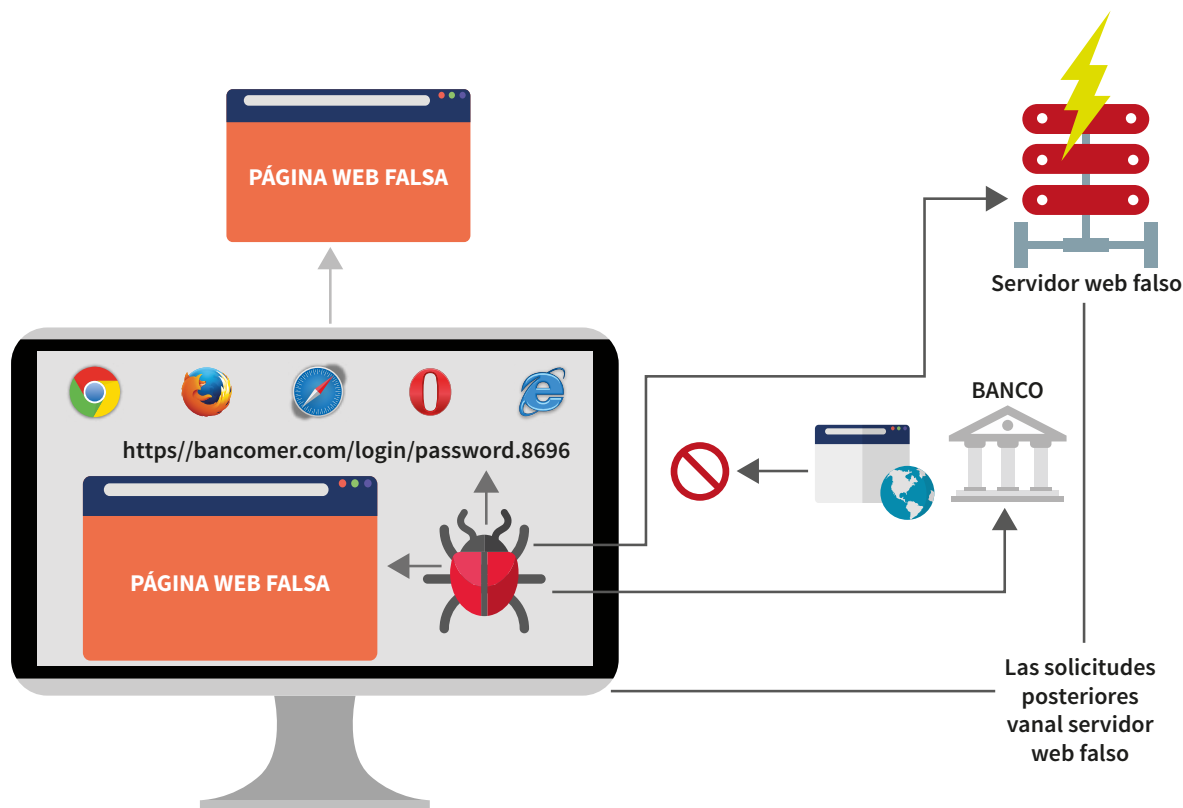 PÁGINA WEB FALSA
Servidor web falso
BANCO
https//bancomer.com/login/password.8696
PÁGINA WEB FALSA
Las solicitudes
posteriores
vanal servidor
web falso